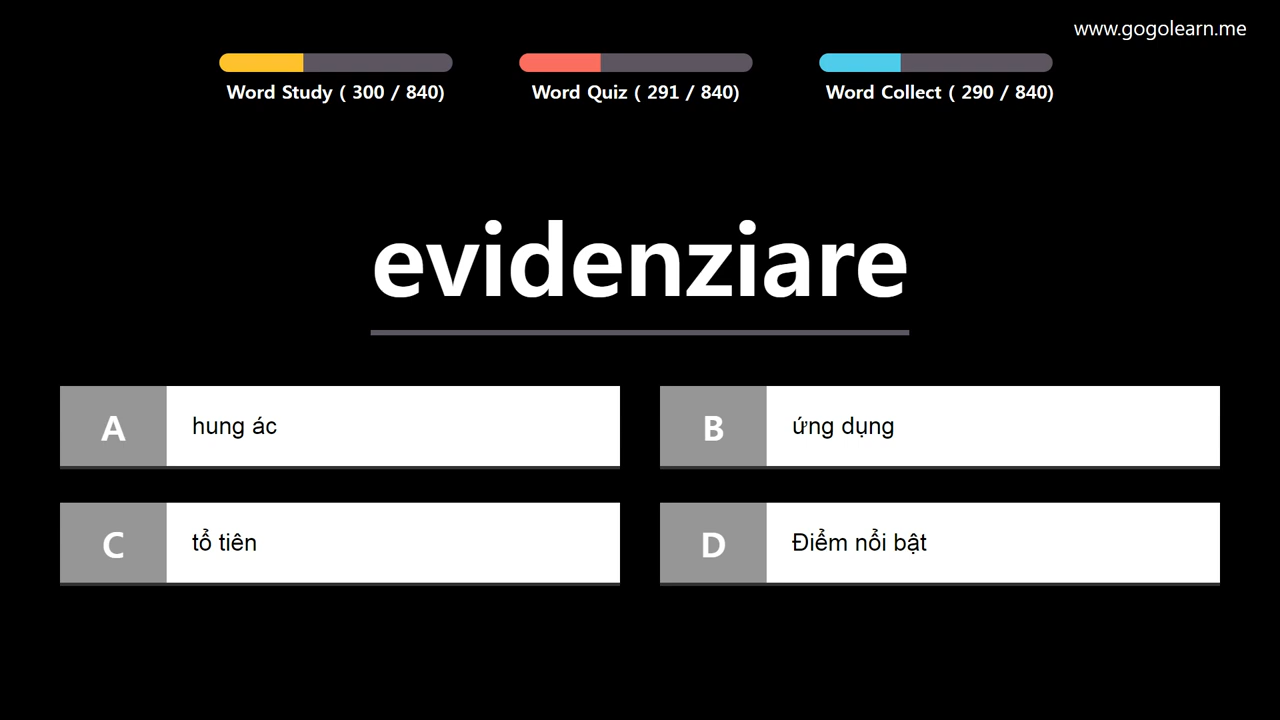 www.gogolearn.me
Word Study ( 300 / 840)
Word Quiz ( 291 / 840)
Word Collect ( 290 / 840)
evidenziare
A hung ác
B ứng dụng
C tổ tiên
D Điểm nổi bật